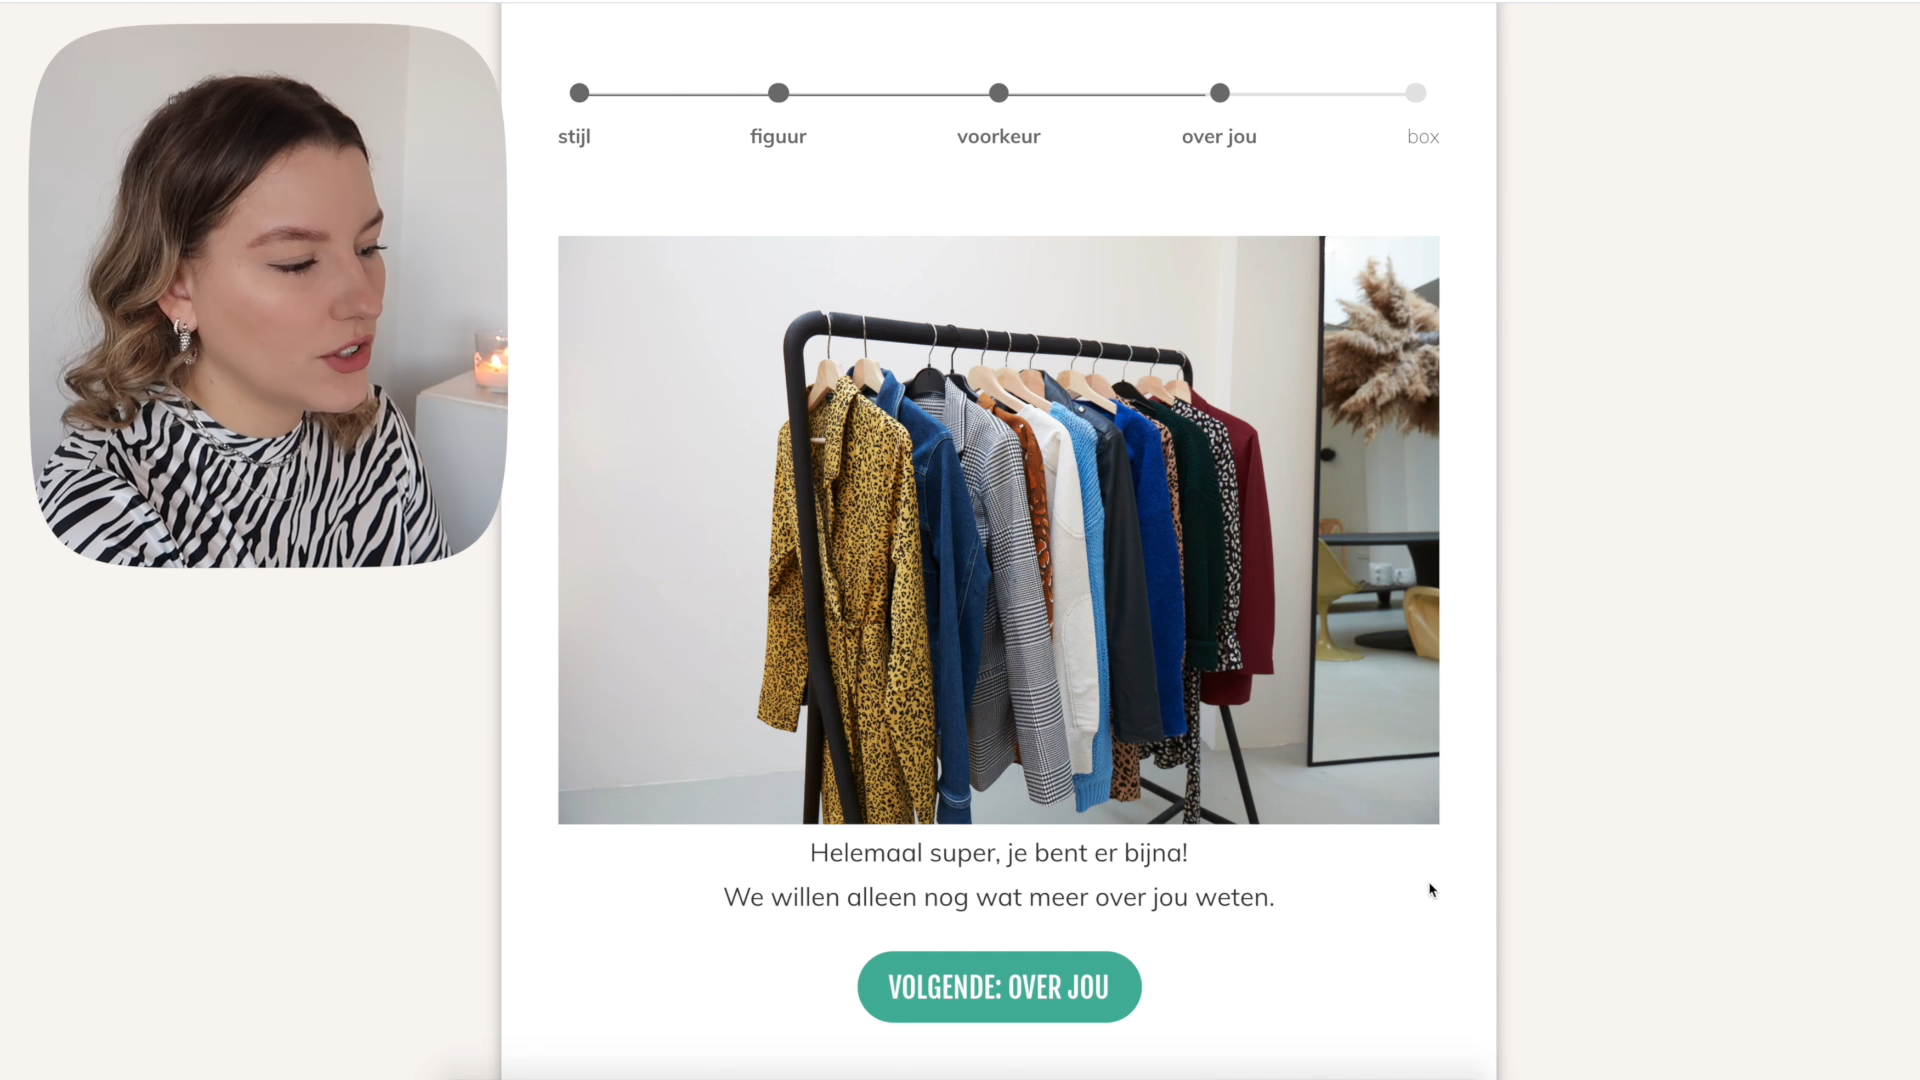 stijl
figuur
voorkeur
over jou
box
Helemaal super, je bent er bijna!
We willen alleen nog wat meer over jou weten.
VOLGENDE: OVER JOU